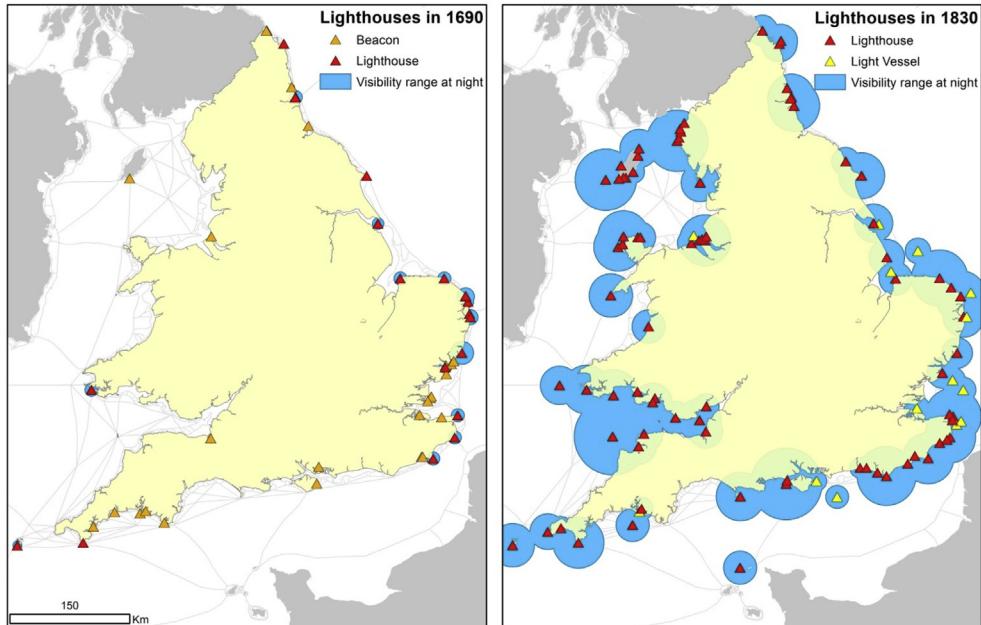 Lighthouses in 1690
Beacon
Lighthouse
Visibility range at night
150
Km
Lighthouses in 1830
Lighthouse
Light Vessel
Visibility range at night